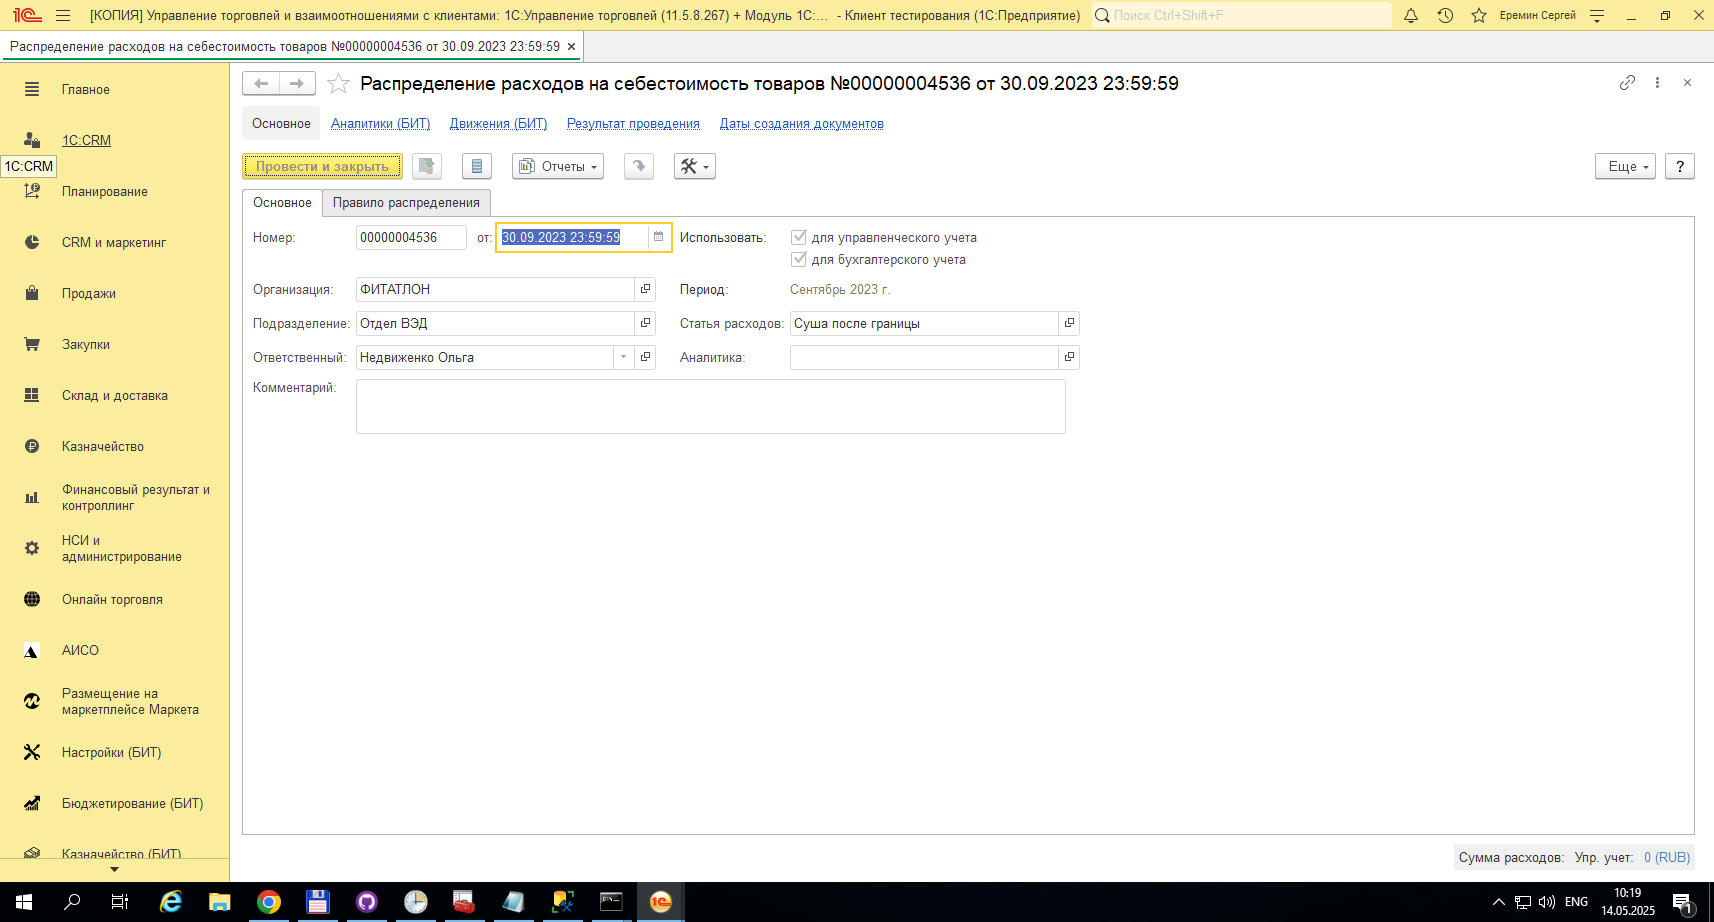 [КОПИЯ] Управление торговлей и взаимоотношениями с клиентами: 1С:Управление торговлей (11.5.8.267) + Модуль 1С:... - Клиент тестирования (1С:Предприятие)
Поиск Ctrl+Shift+F
Еремин Сергей
Распределение расходов на себестоимость товаров №00000004536 от 30.09.2023 23:59:59 ×
Главное
1С:CRM
1С:CRM
Планирование
CRM и маркетинг
Продажи
Закупки
Склад и доставка
Казначейство
Финансовый результат и
контроллинг
НСИ и
администрирование
Онлайн торговля
АИСО
Размещение на
маркетплейсе Маркета
Настройки (БИТ)
Бюджетирование (БИТ)
Казначейство (БИТ)
Распределение расходов на себестоимость товаров №00000004536 от 30.09.2023 23:59:59
Основное Аналитики (БИТ) Движения (БИТ) Результат проведения Даты создания документов
Провести и закрыть Отчеты Еще ?
Основное Правило распределения
Номер: 00000004536 от: 30.09.2023 23:59:59 Использовать: для управленческого учета
для бухгалтерского учета
Организация: ФИТАТЛОН Период: Сентябрь 2023 г.
Подразделение: Отдел ВЭД Статья расходов: Суша после границы
Ответственный: Недвиженко Ольга Аналитика:
Комментарий:
Сумма расходов: Упр. учет: 0 (RUB)
ENG
10:19
14.05.2025
1